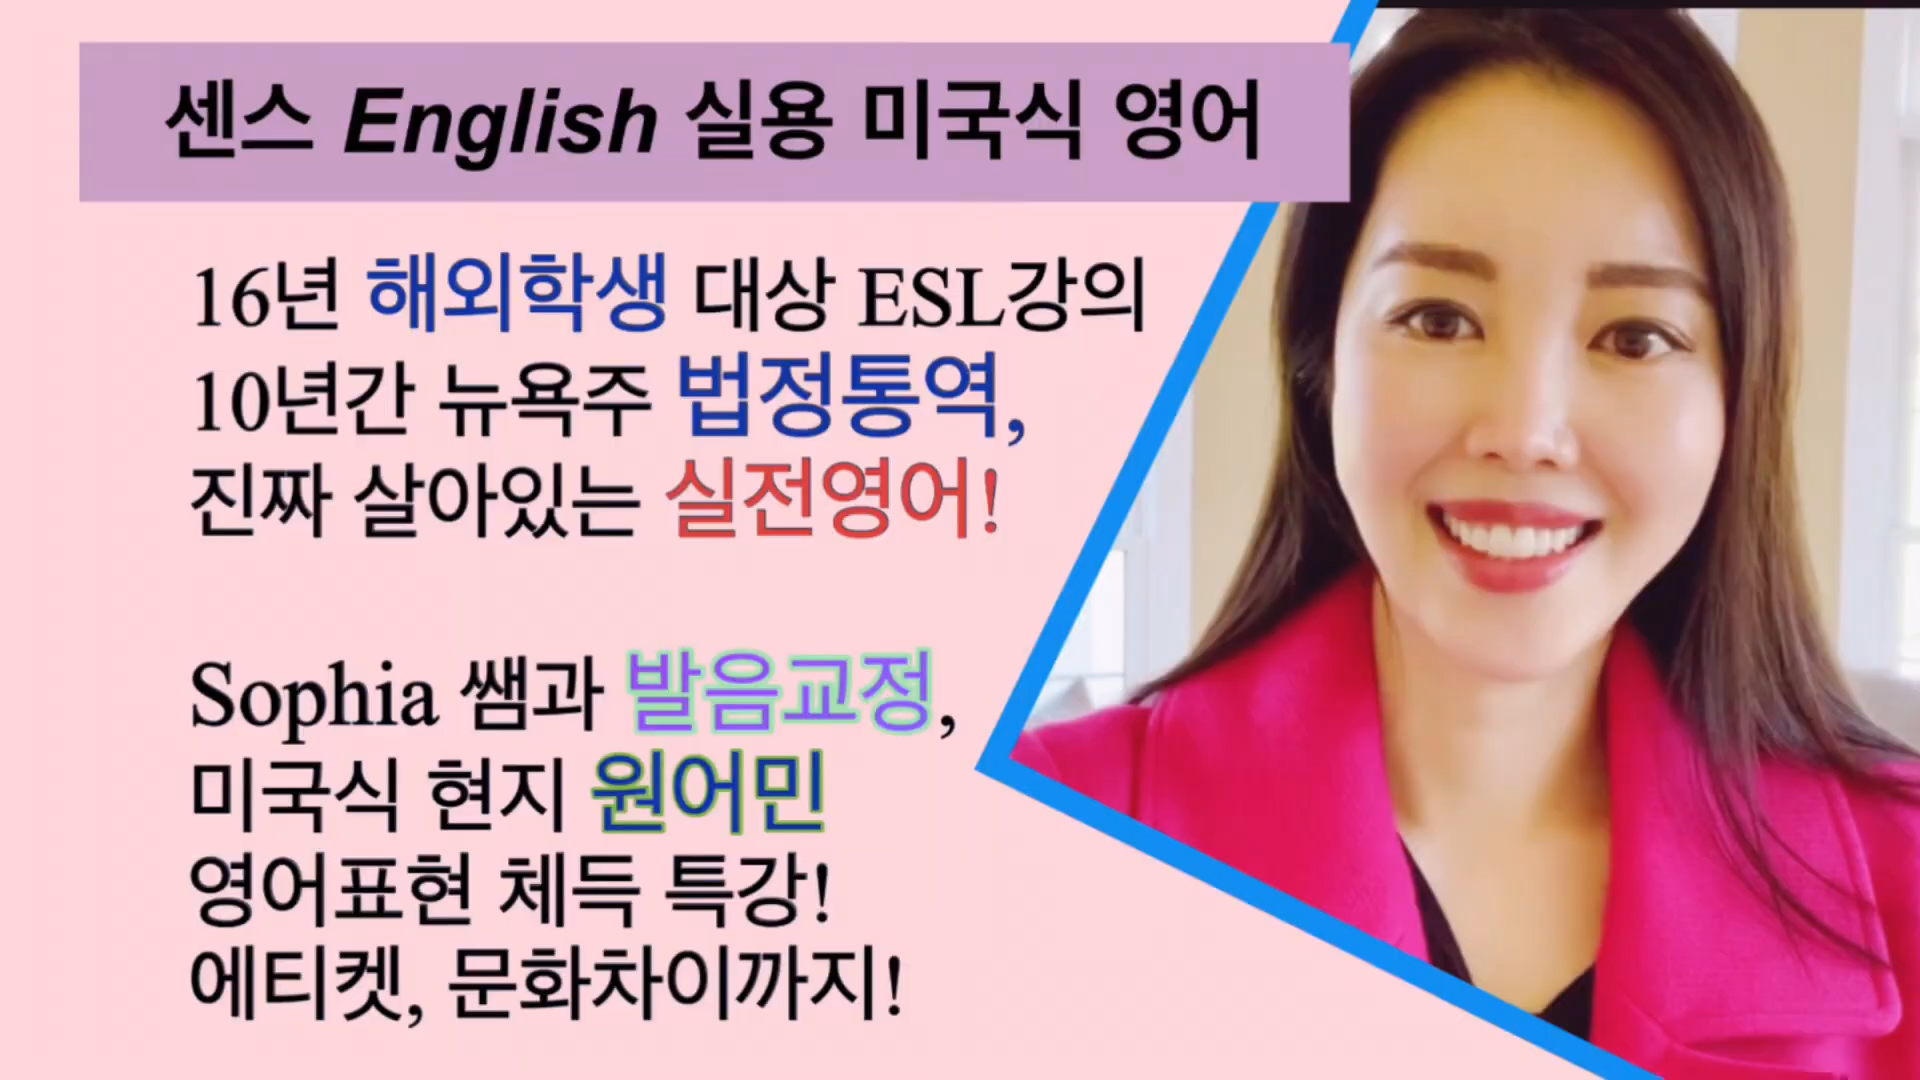 센스 English 실용 미국식 영어
16년 해외학생 대상 ESL강의
10년간 뉴욕주 법정통역,
진짜 살아있는 실전영어!
Sophia 쌤과 발음교정,
미국식 현지 원어민
영어표현 체득 특강!
에티켓, 문화차이까지!